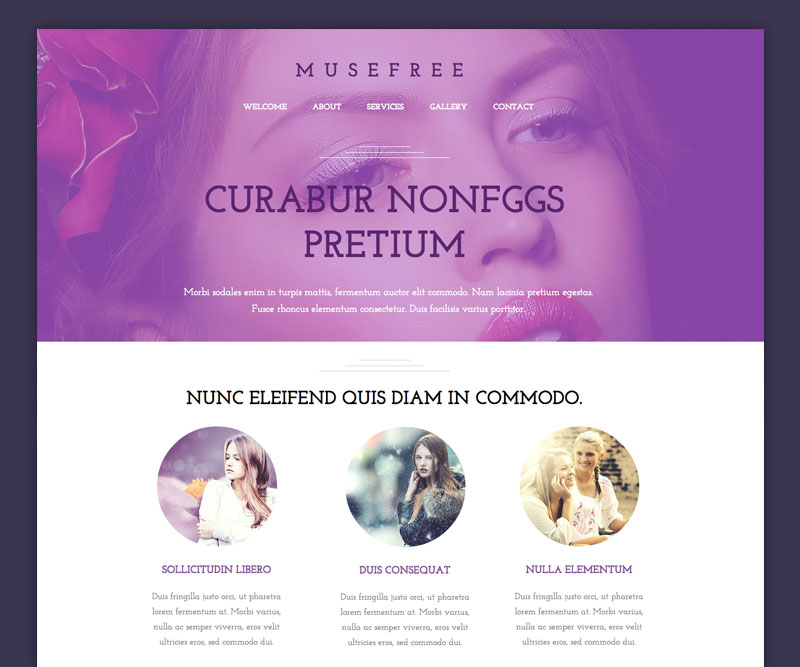 MUSEFREE
WELCOME ABOUT SERVICES GALLERY CONTACT
CURABUR NONFGGS
PRETIUM
Morbi sodales enim in turpis mattis, fermentum auctor elit commodo. Nam lacinia pretium egestas.
Fusce rhoncus elementum consectetur. Duis facilisis varius porttitor.
NUNC ELEIFEND QUIS DIAM IN COMMODO.
SOLLICITUDIN LIBERO
Duis fringilla justo orci, ut pharetra
lorem fermentum at. Morbi varius,
nulla ac semper viverra, eros velit
ultricies eros, sed commodo dui.
DUIS CONSEQUAT
Duis fringilla justo orci, ut pharetra
lorem fermentum at. Morbi varius,
nulla ac semper viverra, eros velit
ultricies eros, sed commodo dui.
NULLA ELEMENTUM
Duis fringilla justo orci, ut pharetra
lorem fermentum at. Morbi varius,
nulla ac semper viverra, eros velit
ultricies eros, sed commodo dui.